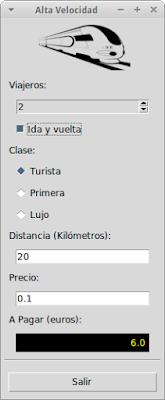 Alta Velocidad
Viajeros:
2
Ida y vuelta
Clase:
Turista
Primera
Lujo
Distancia (Kilómetros):
20
Precio:
0.1
A Pagar (euros):
6.0
Salir